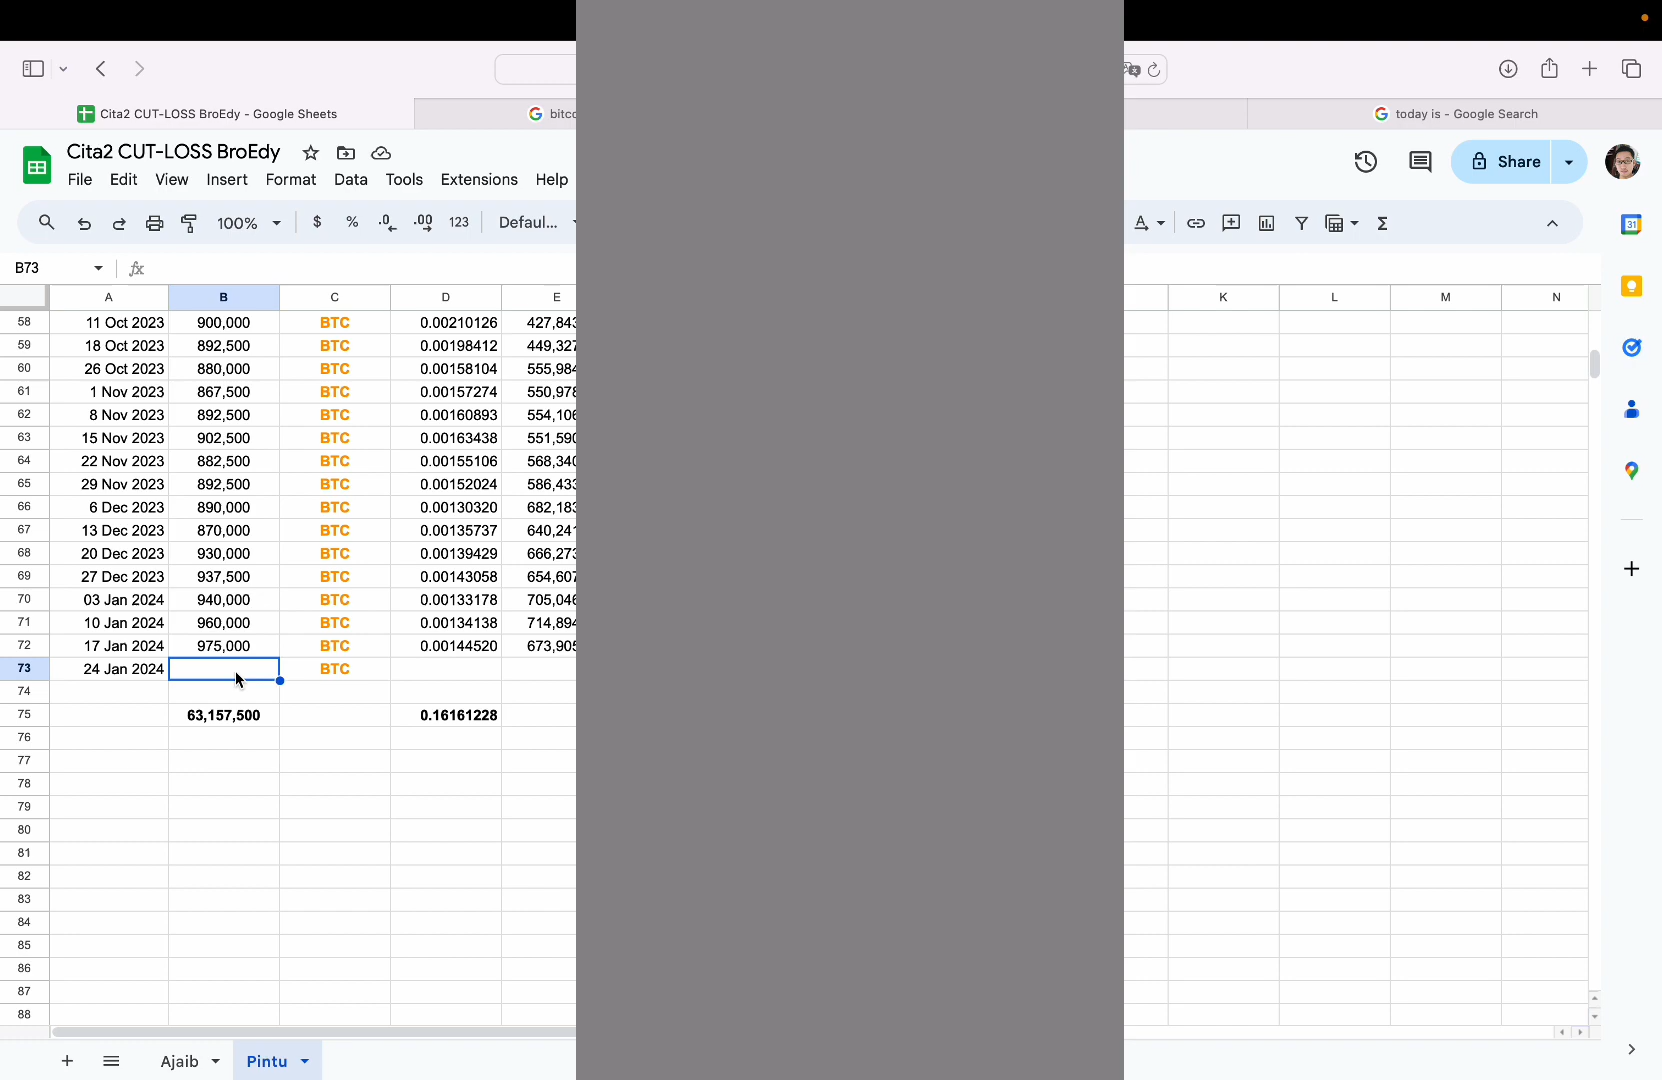 Cita2 CUT-LOSS BroEdy - Google Sheets
bitc
today is - Google Search
Cita2 CUT-LOSS BroEdy
File Edit View Insert Format Data Tools Extensions Help
Share
100% $ % .0 .00 123 Defaul...
B73
A B C D E K L M N
58 11 Oct 2023 900,000 BTC 0.00210126 427,843
59 18 Oct 2023 892,500 BTC 0.00198412 449,327
60 26 Oct 2023 880,000 BTC 0.00158104 555,984
61 1 Nov 2023 867,500 BTC 0.00157274 550,978
62 8 Nov 2023 892,500 BTC 0.00160893 554,106
63 15 Nov 2023 902,500 BTC 0.00163438 551,590
64 22 Nov 2023 882,500 BTC 0.00155106 568,340
65 29 Nov 2023 892,500 BTC 0.00152024 586,433
66 6 Dec 2023 890,000 BTC 0.00130320 682,183
67 13 Dec 2023 870,000 BTC 0.00135737 640,241
68 20 Dec 2023 930,000 BTC 0.00139429 666,273
69 27 Dec 2023 937,500 BTC 0.00143058 654,607
70 03 Jan 2024 940,000 BTC 0.00133178 705,046
71 10 Jan 2024 960,000 BTC 0.00134138 714,894
72 17 Jan 2024 975,000 BTC 0.00144520 673,905
73 24 Jan 2024 BTC
74
75 63,157,500 0.16161228
76
77
78
79
80
81
82
83
84
85
86
87
88
Ajaib Pintu
31